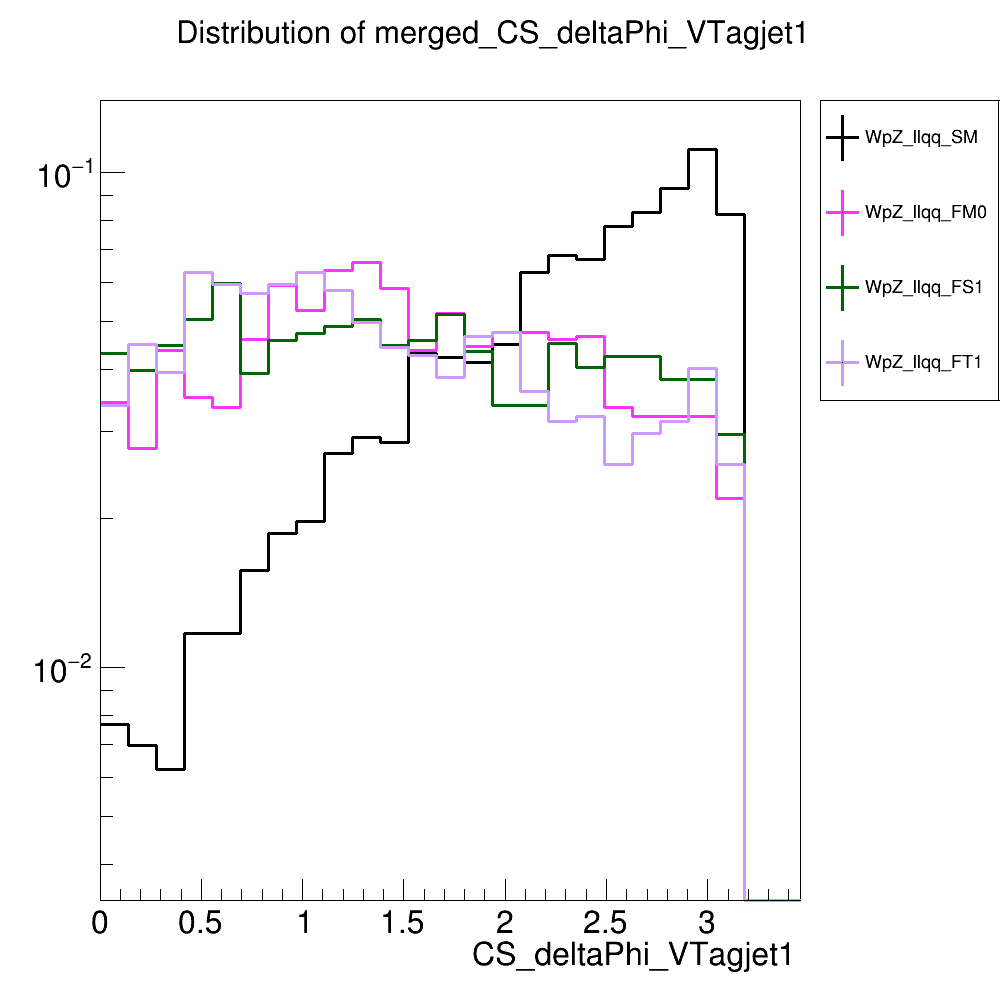 Distribution of merged_CS_deltaPhi_VTagjet1
10−1
10−2
WpZ_llqq_SM
WpZ_llqq_FM0
WpZ_llqq_FS1
WpZ_llqq_FT1
0 0.5 1 1.5 2 2.5 3
CS_deltaPhi_VTagjet1